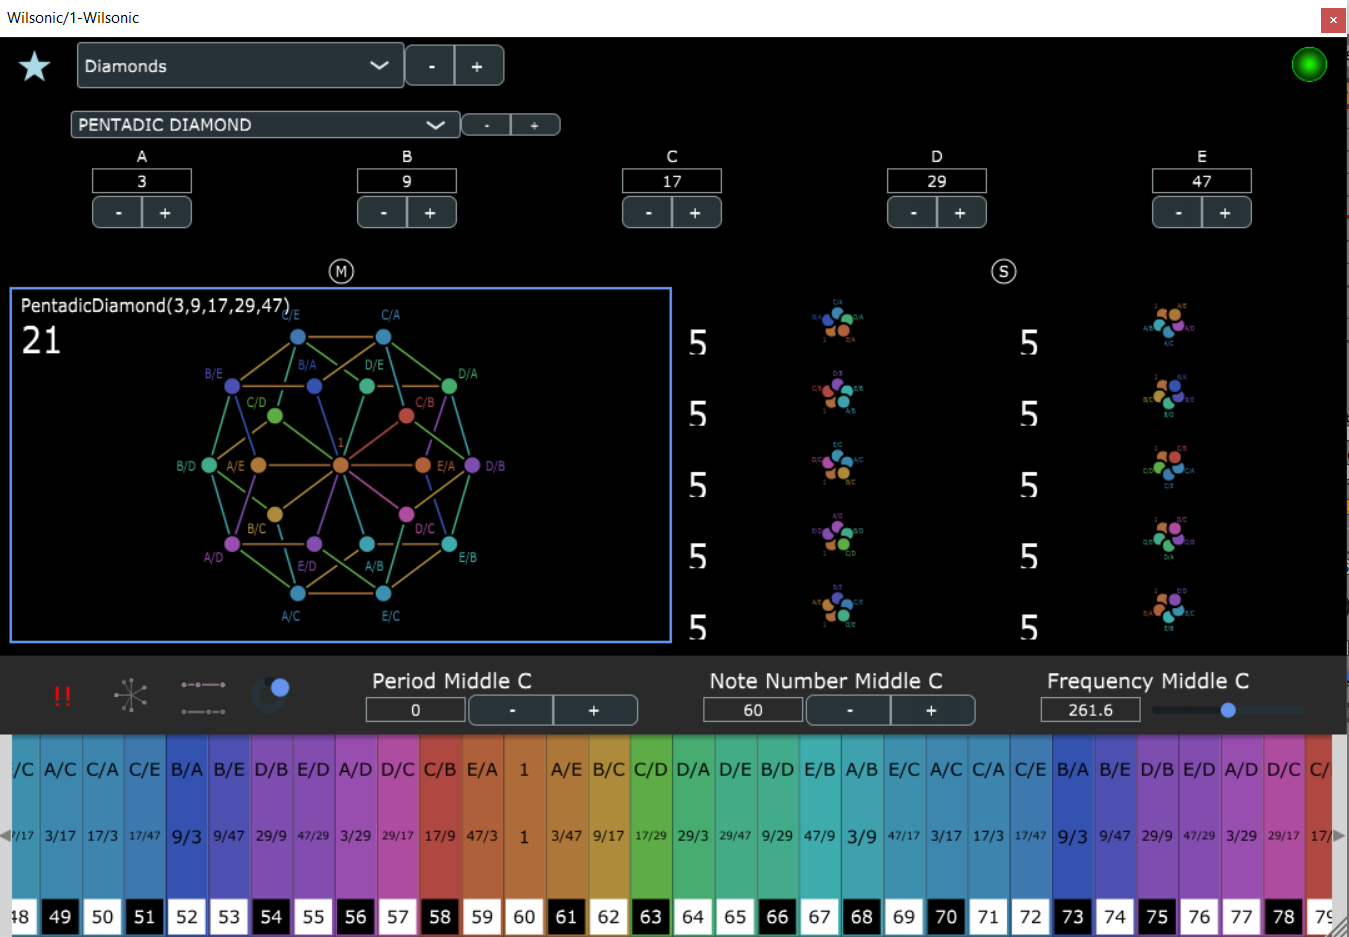 Wilsonic/1-Wilsonic
Diamonds
- +
PENTADIC DIAMOND
- +
A B C D E
3 9 17 29 47
- + - + - + - + - +
M S
PentadicDiamond(3,9,17,29,47)
21
C/E C/A
B/E B/A D/E D/A
C/D C/B
1
B/D A/E E/A D/B
B/C D/C
A/D E/D A/B E/B
A/C E/C
5 5
5 5
5 5
5 5
5 5
!!
Period Middle C Note Number Middle C Frequency Middle C
0 - + 60 - + 261.6
/C A/C C/A C/E B/A B/E D/B E/D A/D D/C C/B E/A 1 A/E B/C C/D D/A D/E B/D E/B A/B E/C A/C C/A C/E B/A B/E D/B E/D A/D D/C C/
/17 3/17 17/3 17/47 9/3 9/47 29/9 47/29 3/29 29/17 17/9 47/3 1 3/47 9/17 17/29 29/3 29/47 9/29 47/9 3/9 47/17 3/17 17/3 17/47 9/3 9/47 29/9 47/29 3/29 29/17 17/
48 49 50 51 52 53 54 55 56 57 58 59 60 61 62 63 64 65 66 67 68 69 70 71 72 73 74 75 76 77 78 79